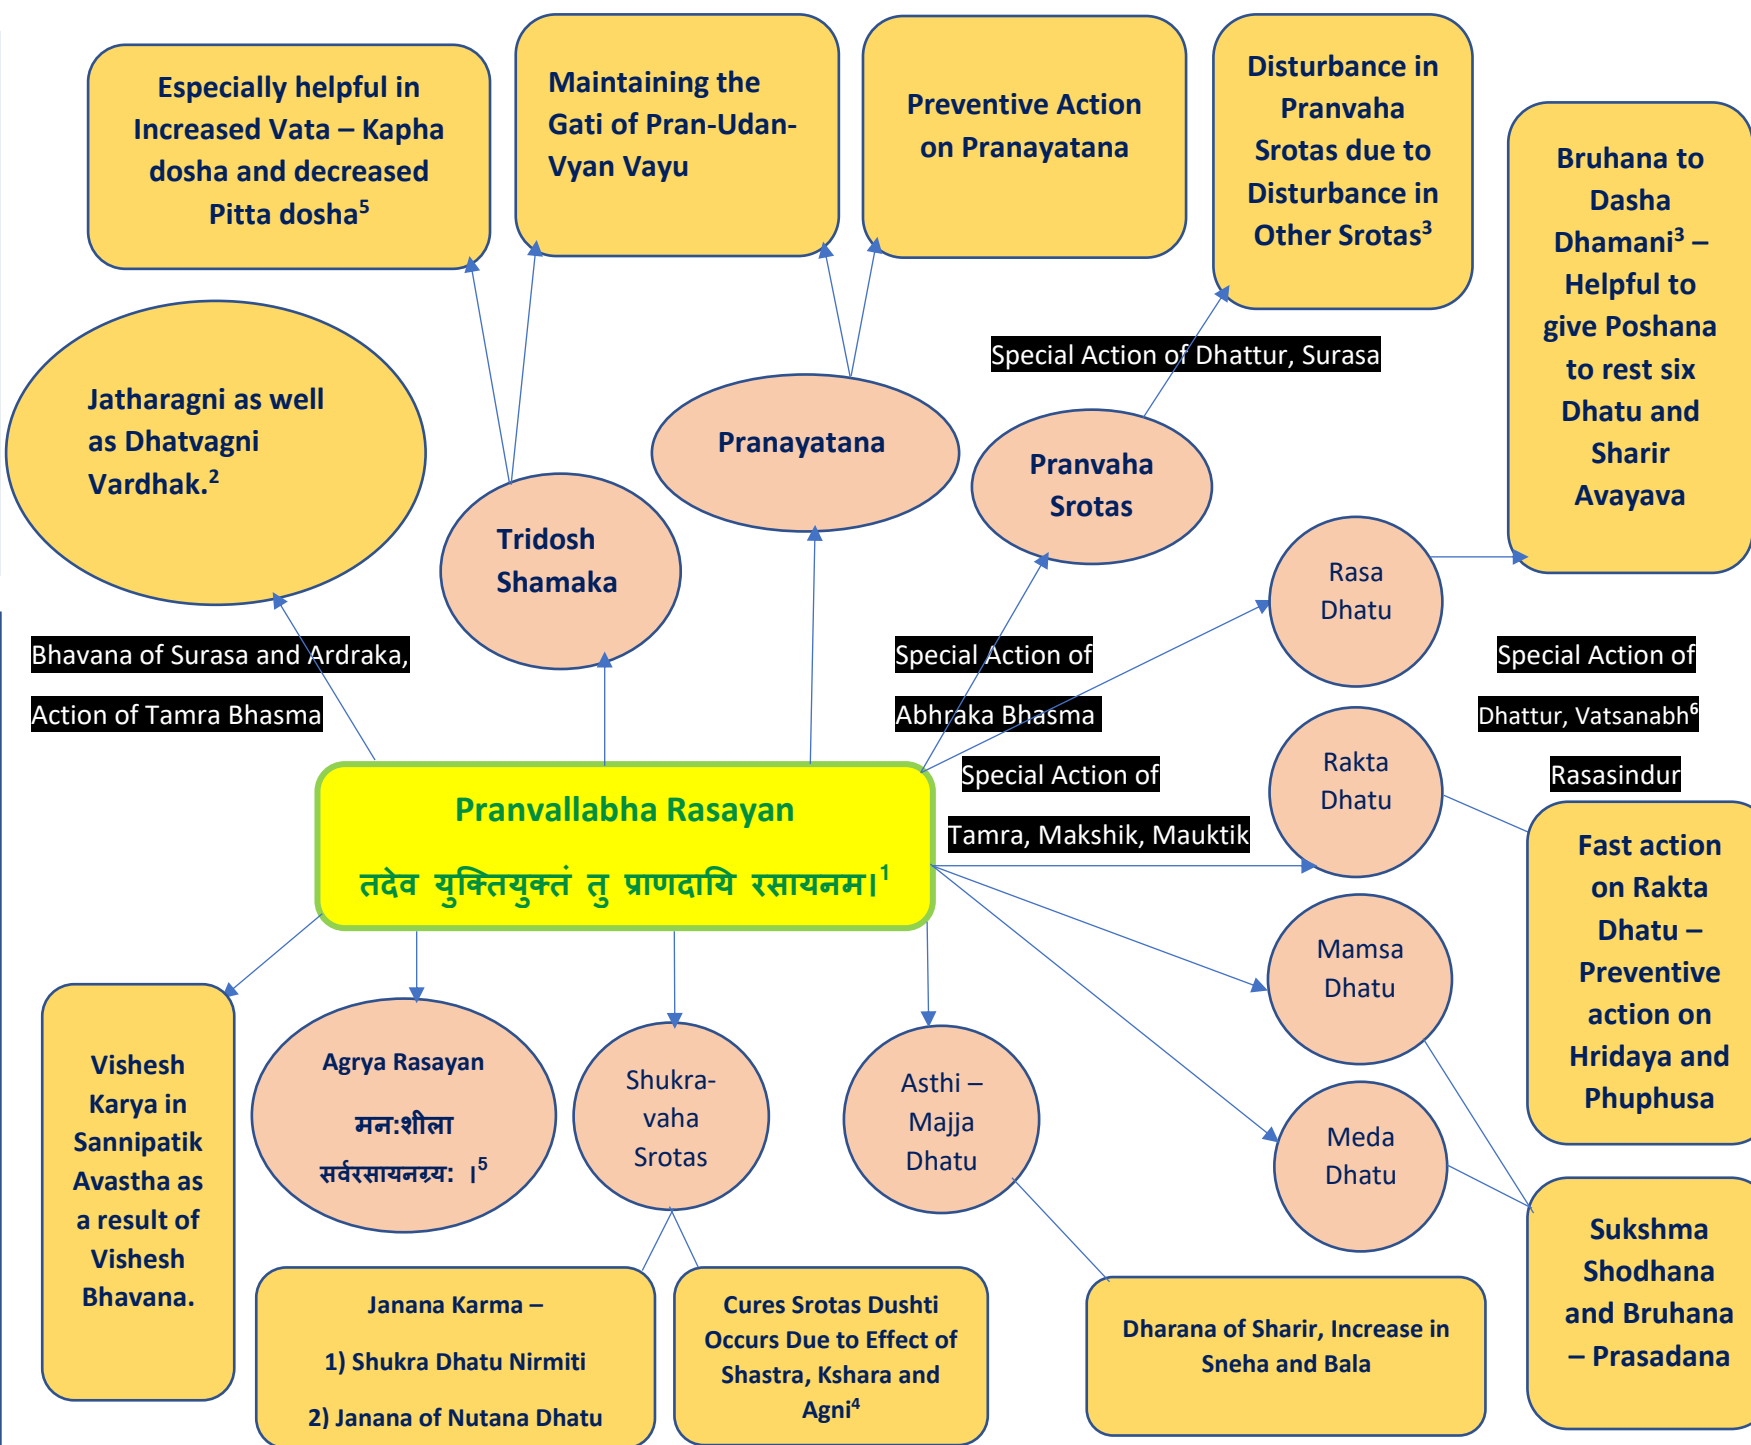 Especially helpful in
Increased Vata – Kapha
dosha and decreased
Pitta dosha⁵
Maintaining the
Gati of Pran-Udan-
Vyan Vayu
Preventive Action
on Pranayatana
Disturbance in
Pranvaha
Srotas due to
Disturbance in
Other Srotas³
Bruhana to
Dasha
Dhamani³ –
Helpful to
give Poshana
to rest six
Dhatu and
Sharir
Avayava
Special Action of Dhattur, Surasa
Jatharagni as well
as Dhatvagni
Vardhak.²
Tridosh
Shamaka
Pranayatana
Pranvaha
Srotas
Rasa
Dhatu
Bhavana of Surasa and Ardraka,
Action of Tamra Bhasma
Special Action of
Abhraka Bhasma
Special Action of
Dhattur, Vatsanabh⁶
Rasasindur
Special Action of
Tamra, Makshik, Mauktik
Rakta
Dhatu
Pranvallabha Rasayan
तदेव युक्तियुक्तं तु प्राणदायि रसायनम।¹
Fast action
on Rakta
Dhatu –
Preventive
action on
Hridaya and
Phuphusa
Mamsa
Dhatu
Meda
Dhatu
Vishesh
Karya in
Sannipatik
Avastha as
a result of
Vishesh
Bhavana.
Agrya Rasayan
मन:शीला
सर्वरसायनग्र्य: ।⁵
Shukra-
vaha
Srotas
Asthi –
Majja
Dhatu
Sukshma
Shodhana
and Bruhana
– Prasadana
Janana Karma –
1) Shukra Dhatu Nirmiti
2) Janana of Nutana Dhatu
Cures Srotas Dushti
Occurs Due to Effect of
Shastra, Kshara and
Agni⁴
Dharana of Sharir, Increase in
Sneha and Bala